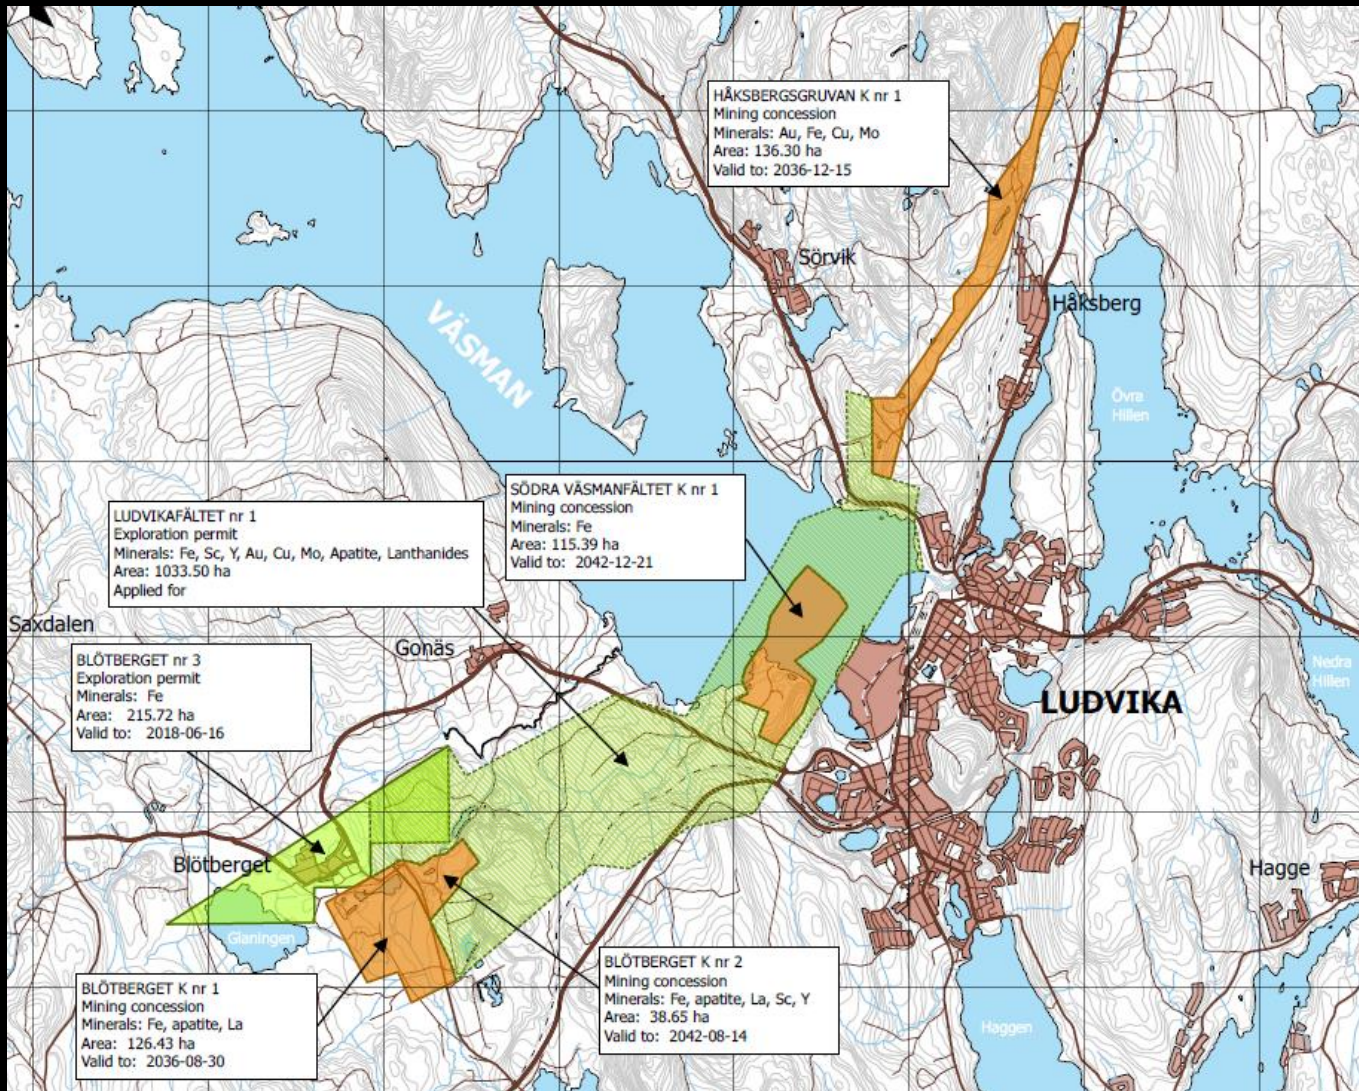 HÅKSBERGSGRUVAN K nr 1
Mining concession
Minerals: Au, Fe, Cu, Mo
Area: 136.30 ha
Valid to: 2036-12-15
Sörvik
Håksberg
VÄSMAN
Övra
Hillen
SÖDRA VÄSMANFÄLTET K nr 1
Mining concession
Minerals: Fe
Area: 115.39 ha
Valid to: 2042-12-21
LUDVIKAFÄLTET nr 1
Exploration permit
Minerals: Fe, Sc, Y, Au, Cu, Mo, Apatite, Lanthanides
Area: 1033.50 ha
Applied for
Saxdalen
Gonäs
BLÖTBERGET nr 3
Exploration permit
Minerals: Fe
Area: 215.72 ha
Valid to: 2018-06-16
Nedra
Hillen
LUDVIKA
Blötberget
Hagge
Glaningen
BLÖTBERGET K nr 1
Mining concession
Minerals: Fe, apatite, La
Area: 126.43 ha
Valid to: 2036-08-30
BLÖTBERGET K nr 2
Mining concession
Minerals: Fe, apatite, La, Sc, Y
Area: 38.65 ha
Valid to: 2042-08-14
Haggen